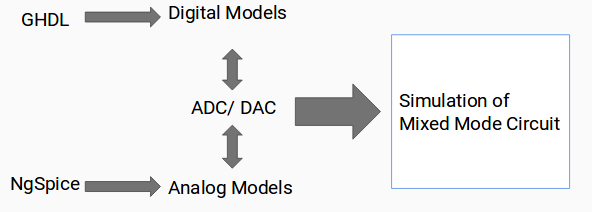 GHDL
Digital Models
ADC/ DAC
Simulation of
Mixed Mode Circuit
NgSpice
Analog Models